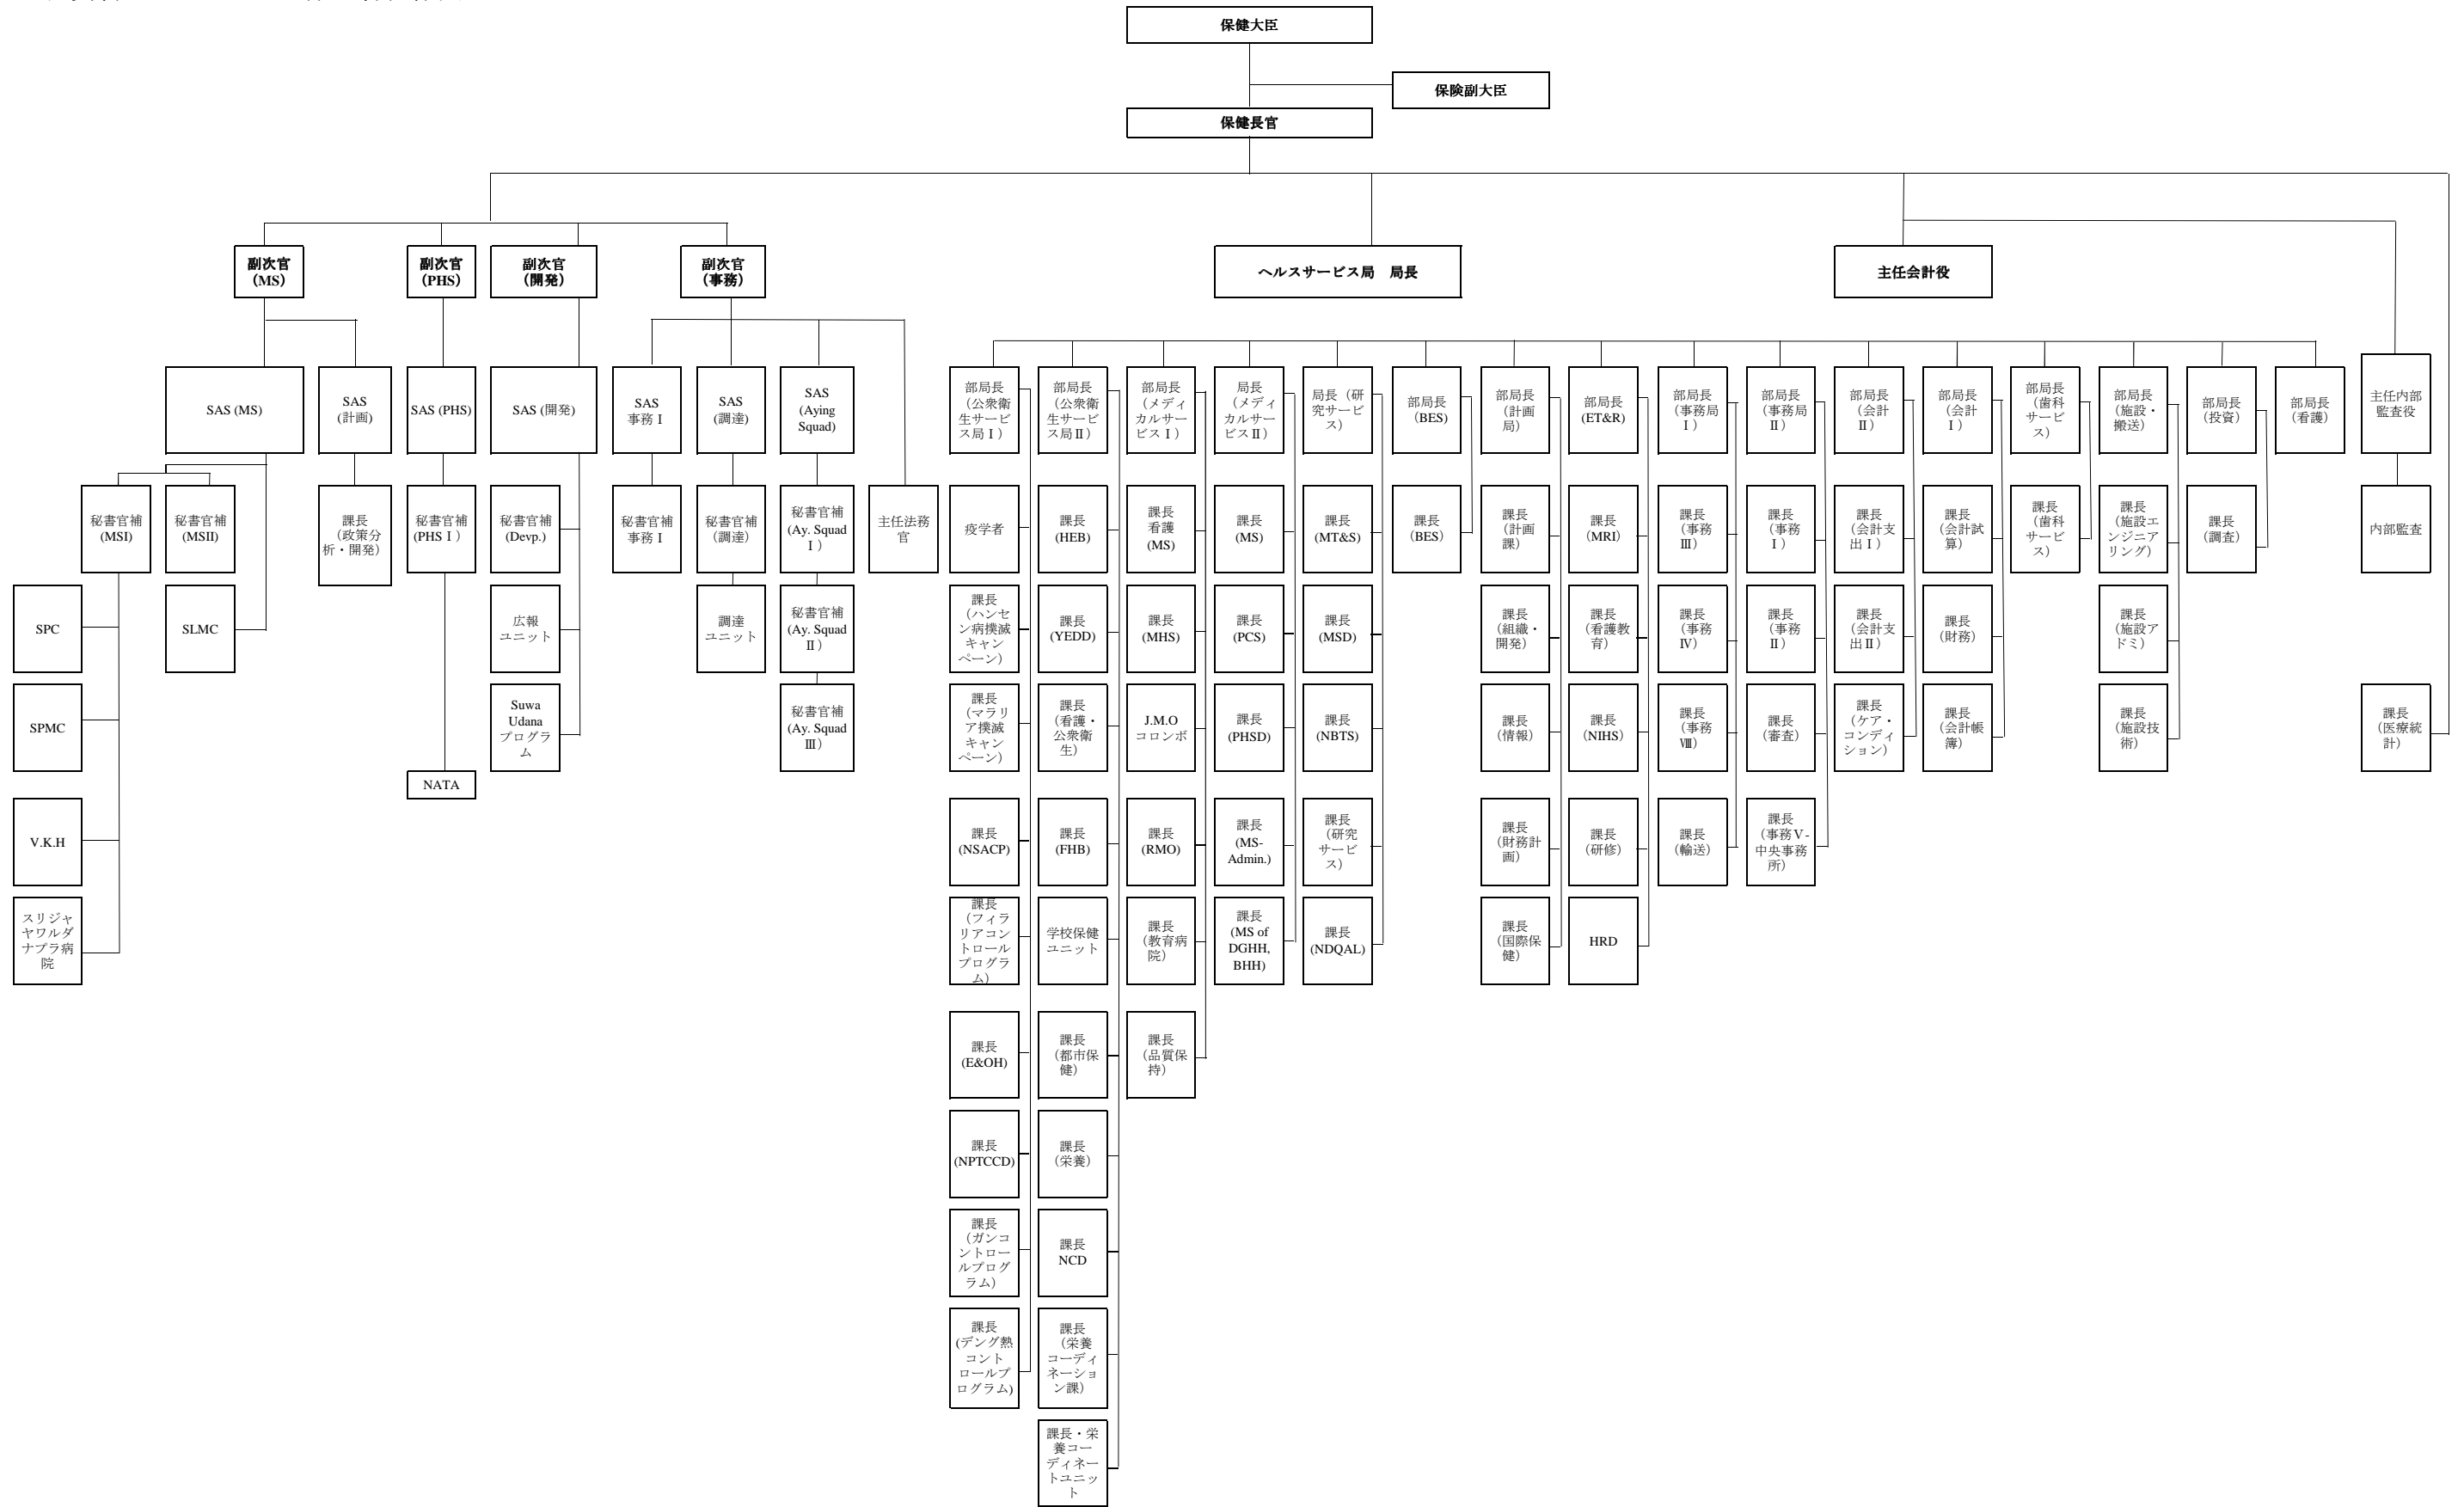 保健大臣
保険副大臣
保健長官
副次官
（MS）
副次官
（PHS）
副次官
（開発）
副次官
（事務）
ヘルスサービス局　局長
主任会計役
SAS (MS)
SAS
(計画)
SAS (PHS)
SAS (開発)
SAS
事務Ⅰ
SAS
(調達)
SAS
(Aying
Squad)
部局長
（公衆衛
生サービ
ス局Ⅰ）
部局長
（公衆衛
生サービ
ス局Ⅱ）
部局長
（メディ
カルサー
ビスⅠ）
局長
（メディ
カルサー
ビスⅡ）
局長（研
究サービ
ス）
部局長
（BES)
部局長
（計画
局）
部局長
(ET&R)
部局長
（事務局
Ⅰ）
部局長
（事務局
Ⅱ）
部局長
（会計
Ⅱ）
部局長
（会計
Ⅰ）
部局長
（歯科
サービ
ス）
部局長
（施設・
搬送）
部局長
（投資）
部局長
（看護）
主任内部
監査役
秘書官補
(MSI)
秘書官補
(MSII)
課長
（政策分
析・開発）
秘書官補
(PHSⅠ）
秘書官補
(Devp.)
秘書官補
事務Ⅰ
秘書官補
（調達）
秘書官補
(Ay. Squad
Ⅰ）
主任法務
官
疫学者
課長
(HEB)
課長
看護
(MS)
課長
(MS)
課長
(MT&S)
課長
（BES）
課長
（計画
課）
課長
（MRI）
課長
（事務
Ⅲ）
課長
（事務
Ⅰ）
課長
（会計支
出Ⅰ）
課長
（会計試
算）
課長
（歯科
サービ
ス）
課長
（施設エ
ンジニア
リング）
課長
（調査）
内部監査
SPC
SLMC
広報
ユニット
調達
ユニット
秘書官補
(Ay. Squad
Ⅱ）
課長
（ハンセ
ン病撲滅
キャン
ペーン）
課長
(YEDD)
課長
(MHS)
課長
(PCS)
課長
(MSD)
課長
（組織・
開発）
課長
（看護教
育）
課長
（事務
Ⅳ）
課長
（事務
Ⅱ）
課長
（会計支
出Ⅱ）
課長
（財務）
課長
（施設ア
ドミ）
SPMC
Suwa
Udana
プログラ
ム
秘書官補
(Ay. Squad
Ⅲ）
課長
（マラリ
ア撲滅
キャン
ペーン）
課長
（看護・
公衆衛
生）
J.M.O
コロンボ
課長
(PHSD)
課長
(NBTS)
課長
（情報）
課長
（NIHS）
課長
（事務
Ⅷ）
課長
（審査）
課長
（ケア・
コンディ
ション）
課長
（会計帳
簿）
課長
（施設技
術）
課長
（医療統
計）
NATA
V.K.H
課長
(NSACP)
課長
(FHB)
課長
(RMO)
課長
(MS-
Admin.)
課長
（研究
サービ
ス）
課長
（財務計
画）
課長
（研修）
課長
（輸送）
課長
（事務Ⅴ-
中央事務
所）
スリジャ
ヤワルダ
ナプラ病
院
課長
（フィラ
リアコン
トロール
プログラ
ム）
学校保健
ユニット
課長
（教育病
院）
課長
(MS of
DGHH,
BHH)
課長
(NDQAL)
課長
（国際保
健）
HRD
課長
(E&OH)
課長
（都市保
健）
課長
（品質保
持）
課長
(NPTCCD)
課長
（栄養）
課長
（ガンコ
ントロー
ルプログ
ラム）
課長
NCD
課長
(デング熱
コント
ロールプ
ログラム)
課長
（栄養
コーディ
ネーショ
ン課）
課長・栄
養コー
ディネー
トユニッ
ト